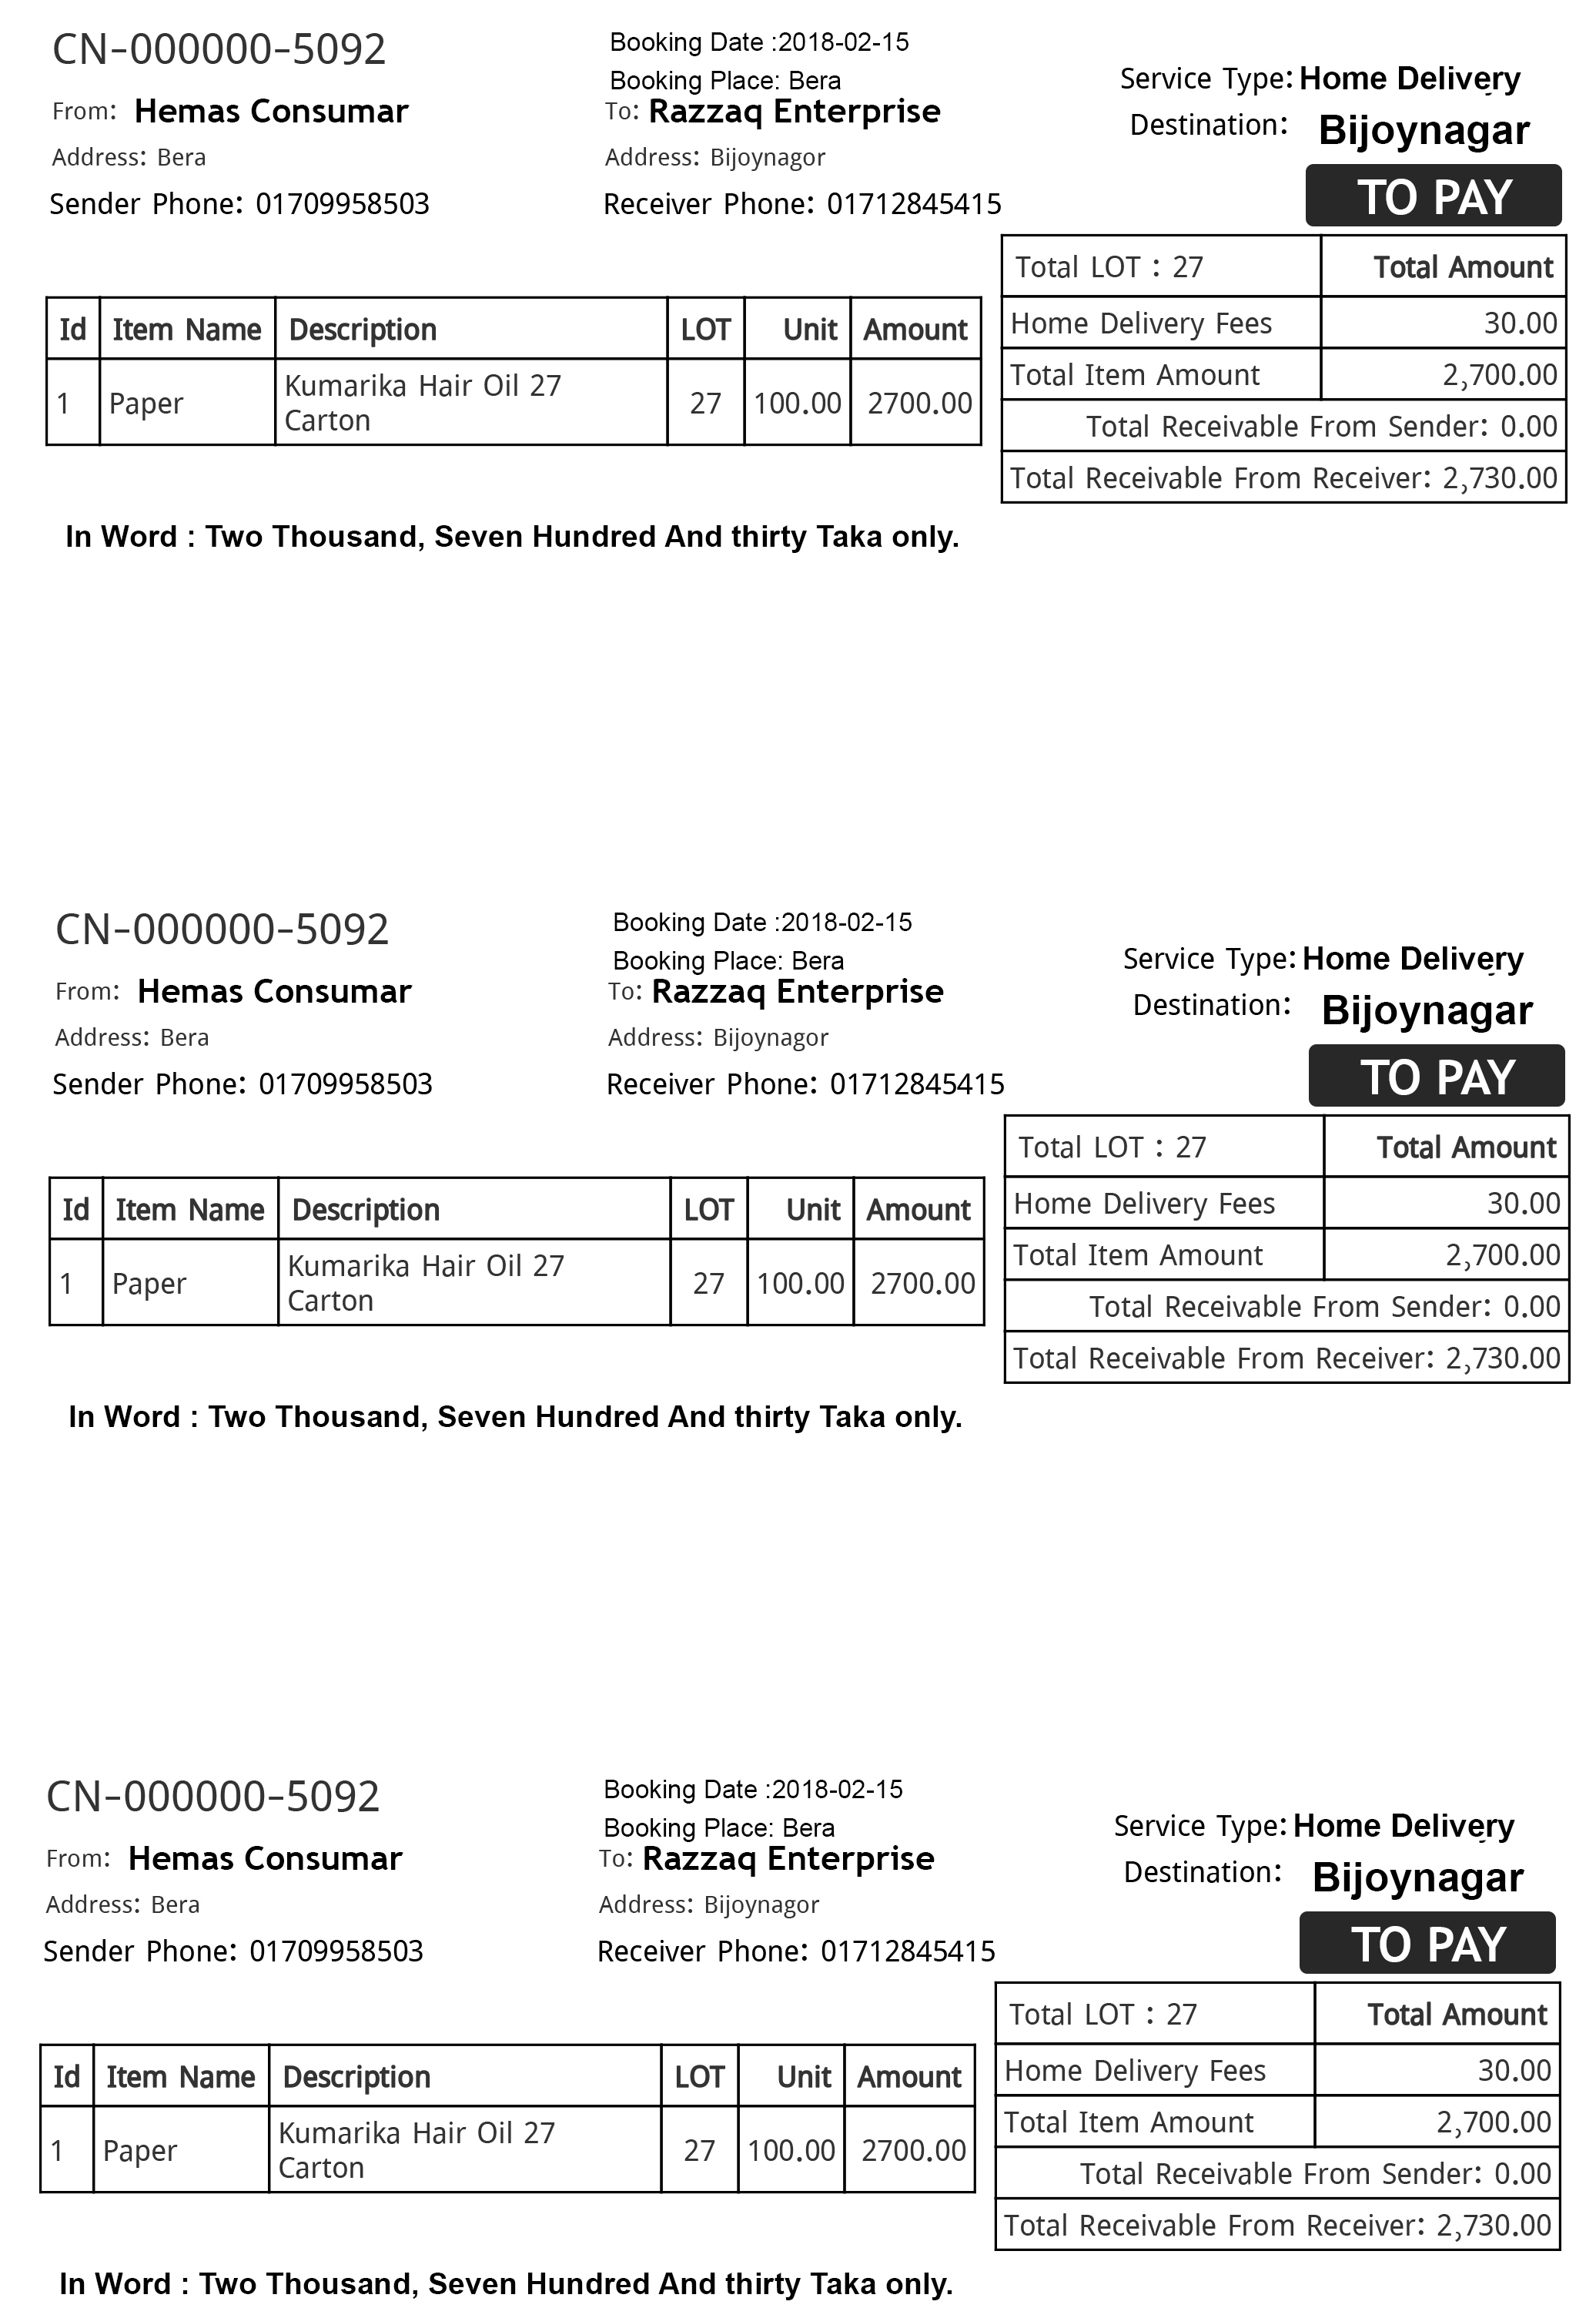 CN-000000-5092
Booking Date :2018-02-15
Booking Place: Bera
Service Type: Home Delivery
From: Hemas Consumar
To: Razzaq Enterprise
Destination: Bijoynagar
Address: Bera
Address: Bijoynagor
Sender Phone: 01709958503
Receiver Phone: 01712845415
TO PAY
Total LOT : 27 Total Amount
Home Delivery Fees 30.00
Total Item Amount 2,700.00
Total Receivable From Sender: 0.00
Total Receivable From Receiver: 2,730.00
Id Item Name Description LOT Unit Amount
1 Paper Kumarika Hair Oil 27 27 100.00 2700.00
Carton
In Word : Two Thousand, Seven Hundred And thirty Taka only.
CN-000000-5092
Booking Date :2018-02-15
Booking Place: Bera
Service Type: Home Delivery
From: Hemas Consumar
To: Razzaq Enterprise
Destination: Bijoynagar
Address: Bera
Address: Bijoynagor
Sender Phone: 01709958503
Receiver Phone: 01712845415
TO PAY
Total LOT : 27 Total Amount
Home Delivery Fees 30.00
Total Item Amount 2,700.00
Total Receivable From Sender: 0.00
Total Receivable From Receiver: 2,730.00
Id Item Name Description LOT Unit Amount
1 Paper Kumarika Hair Oil 27 27 100.00 2700.00
Carton
In Word : Two Thousand, Seven Hundred And thirty Taka only.
CN-000000-5092
Booking Date :2018-02-15
Booking Place: Bera
Service Type: Home Delivery
From: Hemas Consumar
To: Razzaq Enterprise
Destination: Bijoynagar
Address: Bera
Address: Bijoynagor
Sender Phone: 01709958503
Receiver Phone: 01712845415
TO PAY
Total LOT : 27 Total Amount
Home Delivery Fees 30.00
Total Item Amount 2,700.00
Total Receivable From Sender: 0.00
Total Receivable From Receiver: 2,730.00
Id Item Name Description LOT Unit Amount
1 Paper Kumarika Hair Oil 27 27 100.00 2700.00
Carton
In Word : Two Thousand, Seven Hundred And thirty Taka only.